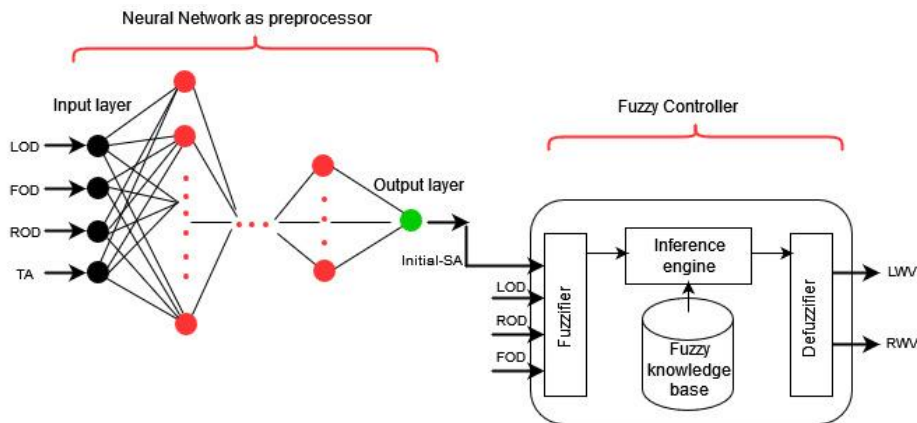 Neural Network as preprocessor
Input layer
LOD
FOD
ROD
TA
Output layer
Initial-SA
Fuzzy Controller
LOD
ROD
FOD
Fuzzifier
Inference
engine
Fuzzy
knowledge
base
Defuzzifier
LWV
RWV